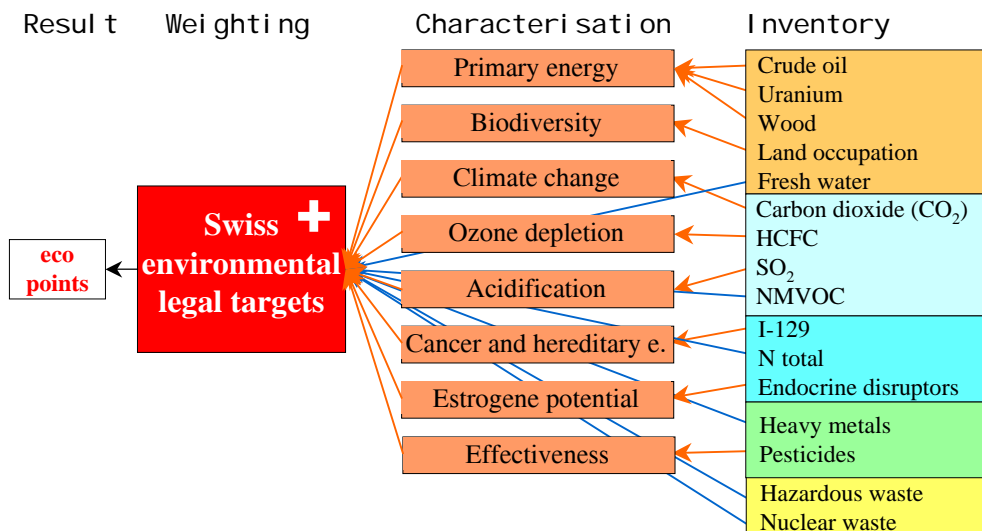 Result Weighting Characterisation Inventory
Primary energy
Biodiversity
Climate change
Ozone depletion
Acidification
Cancer and hereditary e.
Estrogene potential
Effectiveness
Swiss
environmental
legal targets
eco
points
Crude oil
Uranium
Wood
Land occupation
Fresh water
Carbon dioxide (CO₂)
HCFC
SO₂
NMVOC
I-129
N total
Endocrine disruptors
Heavy metals
Pesticides
Hazardous waste
Nuclear waste